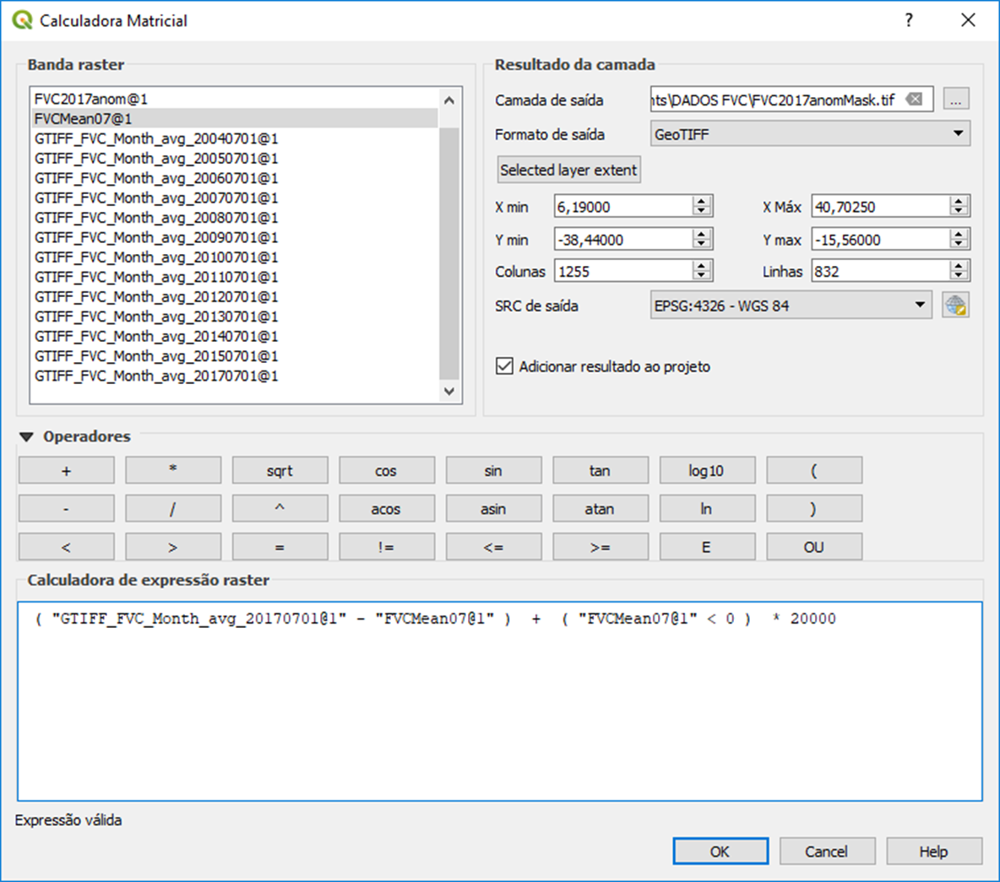 Calculadora Matricial
?
Banda raster
FVC2017anom@1
FVCMean07@1
GTIFF_FVC_Month_avg_20040701@1
GTIFF_FVC_Month_avg_20050701@1
GTIFF_FVC_Month_avg_20060701@1
GTIFF_FVC_Month_avg_20070701@1
GTIFF_FVC_Month_avg_20080701@1
GTIFF_FVC_Month_avg_20090701@1
GTIFF_FVC_Month_avg_20100701@1
GTIFF_FVC_Month_avg_20110701@1
GTIFF_FVC_Month_avg_20120701@1
GTIFF_FVC_Month_avg_20130701@1
GTIFF_FVC_Month_avg_20140701@1
GTIFF_FVC_Month_avg_20150701@1
GTIFF_FVC_Month_avg_20170701@1
Resultado da camada
Camada de saída nts\DADOS FVC\FVC2017anomMask.tif ...
Formato de saída GeoTIFF
Selected layer extent
X min 6,19000 X Máx 40,70250
Y min -38,44000 Y max -15,56000
Colunas 1255 Linhas 832
SRC de saída EPSG:4326 - WGS 84
Adicionar resultado ao projeto
Operadores
+ * sqrt cos sin tan log10 (
- / ^ acos asin atan ln )
< > = != <= >= E OU
Calculadora de expressão raster
( "GTIFF_FVC_Month_avg_20170701@1" - "FVCMean07@1" ) + ( "FVCMean07@1" < 0 ) * 20000
Expressão válida
OK Cancel Help